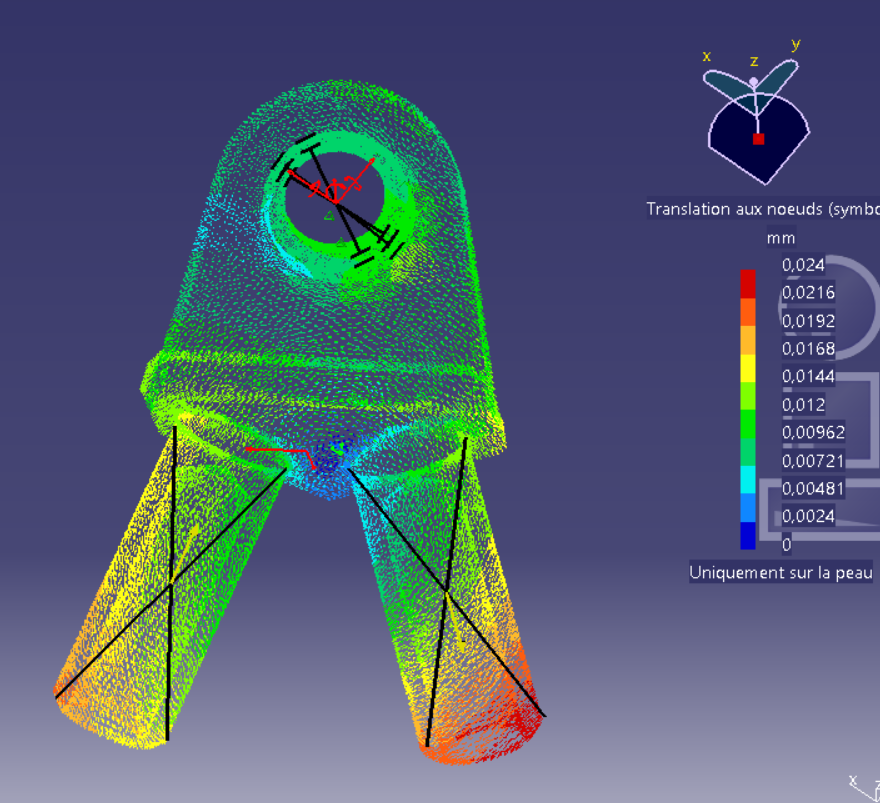 x
z
y
Translation aux noeuds (symbo
mm
0,024
0,0216
0,0192
0,0168
0,0144
0,012
0,00962
0,00721
0,00481
0,0024
0
Uniquement sur la peau
x
z